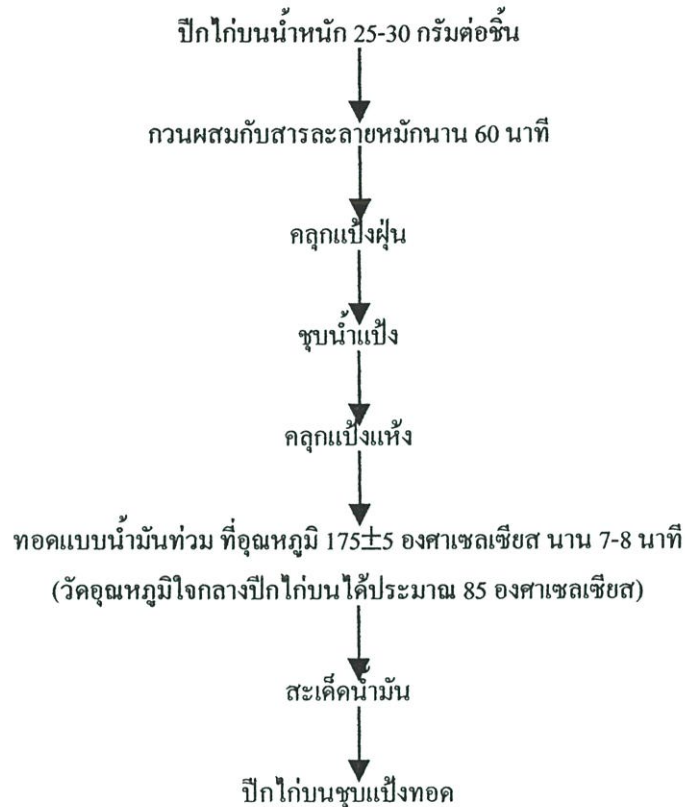 ปีกไก่บนน้ำหนัก 25-30 กรัมต่อชิ้น
กวนผสมกับสารละลายหมักนาน 60 นาที
คลุกแป้งฝุ่น
ชุบน้ำแป้ง
คลุกแป้งแห้ง
ทอดแบบน้ำมันท่วม ที่อุณหภูมิ 175±5 องศาเซลเซียส นาน 7-8 นาที
(วัดอุณหภูมิใจกลางปีกไก่บนได้ประมาณ 85 องศาเซลเซียส)
สะเด็ดน้ำมัน
ปีกไก่บนชุบแป้งทอด